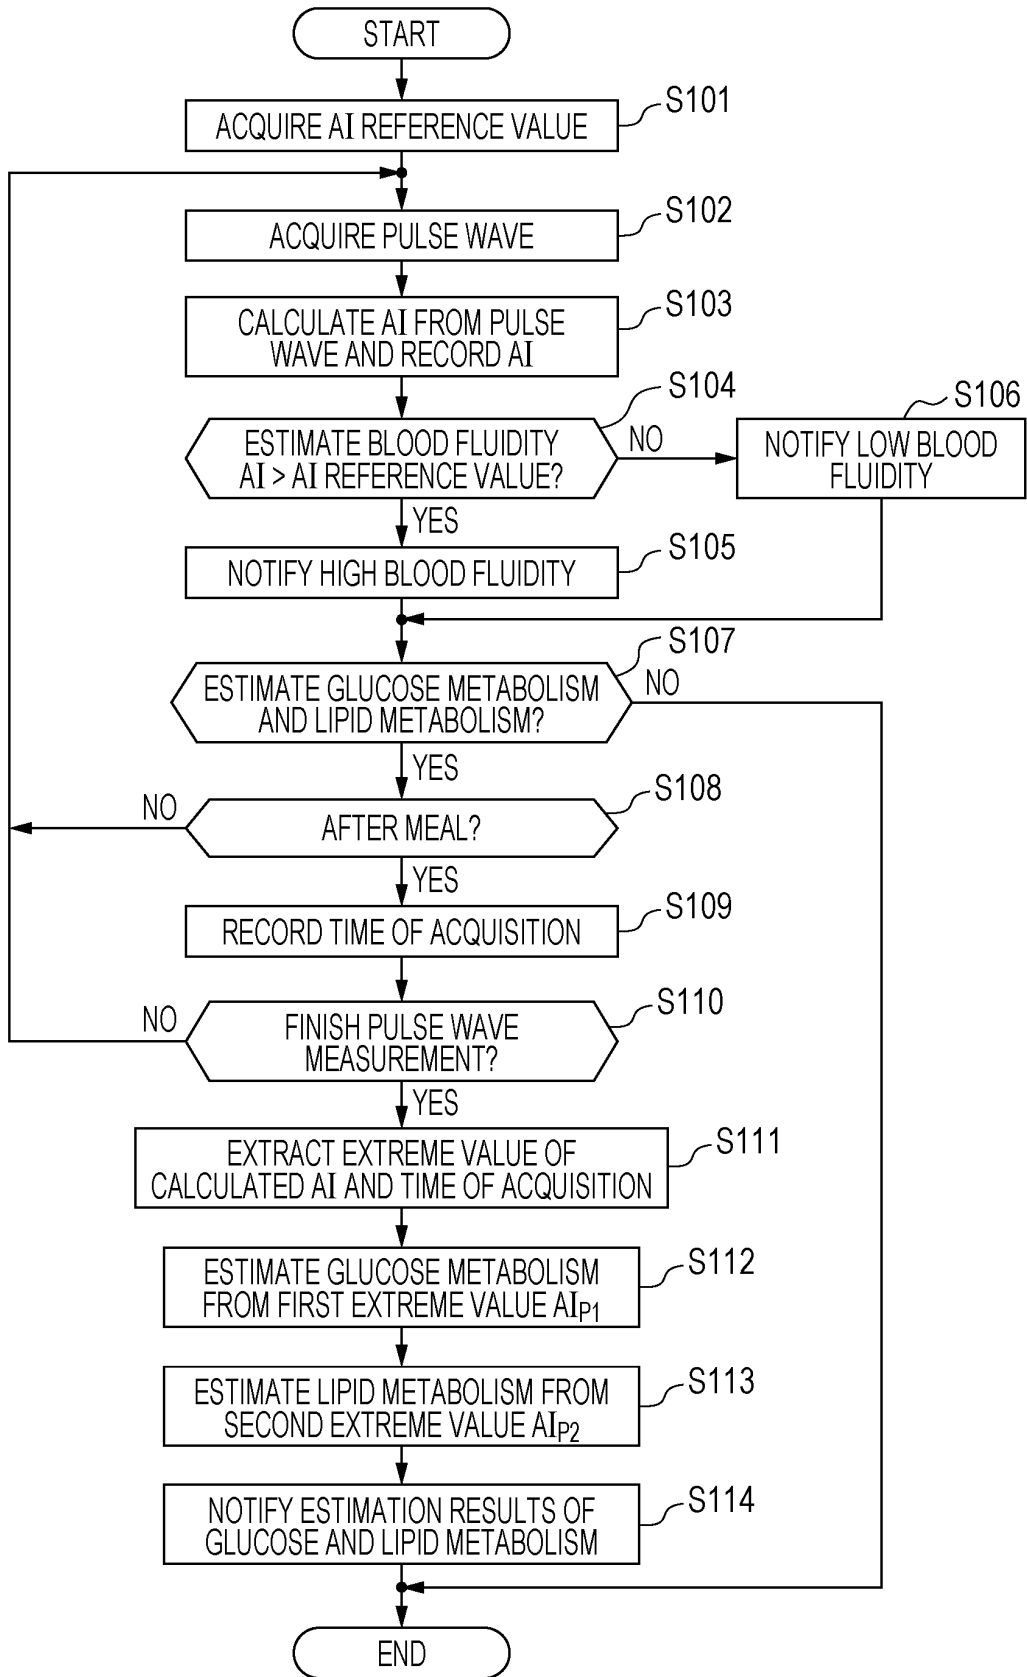 START
ACQUIRE AI REFERENCE VALUE
S101
ACQUIRE PULSE WAVE
S102
CALCULATE AI FROM PULSE
WAVE AND RECORD AI
S103
ESTIMATE BLOOD FLUIDITY
AI > AI REFERENCE VALUE?
S104
NO
NOTIFY LOW BLOOD
FLUIDITY
S106
YES
NOTIFY HIGH BLOOD FLUIDITY
S105
ESTIMATE GLUCOSE METABOLISM
AND LIPID METABOLISM?
S107
NO
YES
AFTER MEAL?
S108
NO
YES
RECORD TIME OF ACQUISITION
S109
FINISH PULSE WAVE
MEASUREMENT?
S110
NO
YES
EXTRACT EXTREME VALUE OF
CALCULATED AI AND TIME OF ACQUISITION
S111
ESTIMATE GLUCOSE METABOLISM
FROM FIRST EXTREME VALUE AIP1
S112
ESTIMATE LIPID METABOLISM FROM
SECOND EXTREME VALUE AIP2
S113
NOTIFY ESTIMATION RESULTS OF
GLUCOSE AND LIPID METABOLISM
S114
END